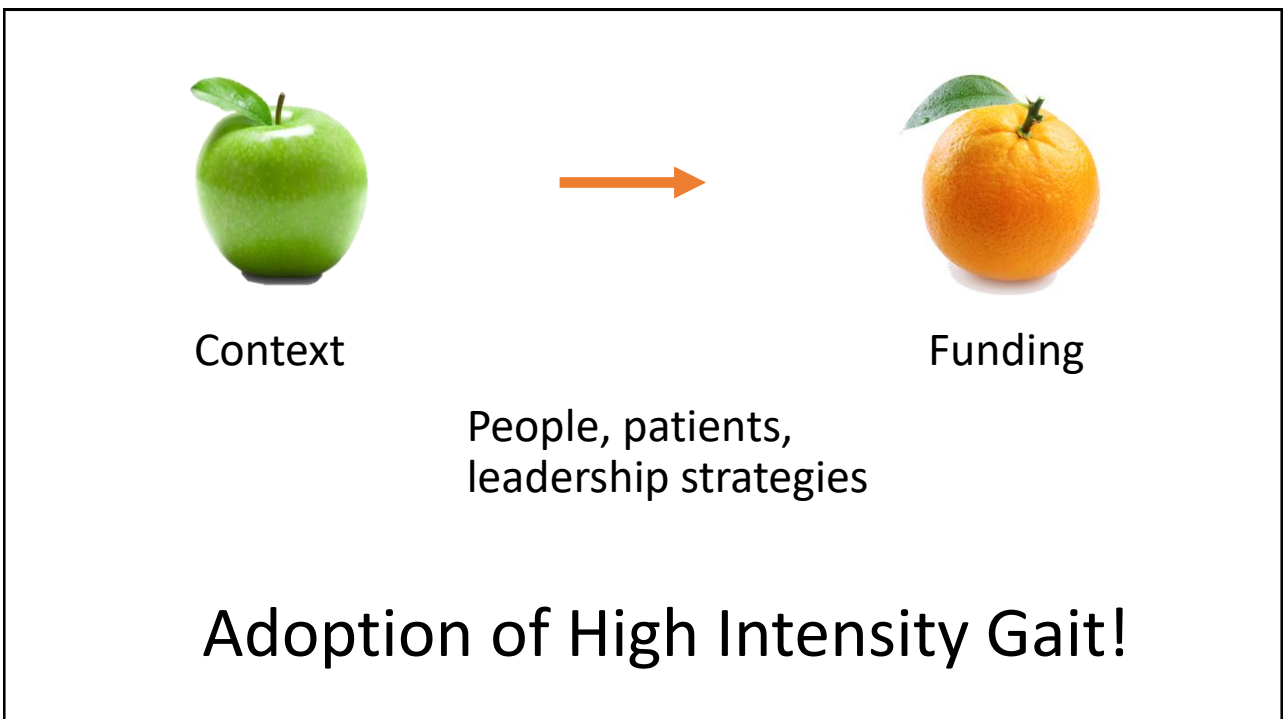 Context
Funding
People, patients,
leadership strategies
Adoption of High Intensity Gait!